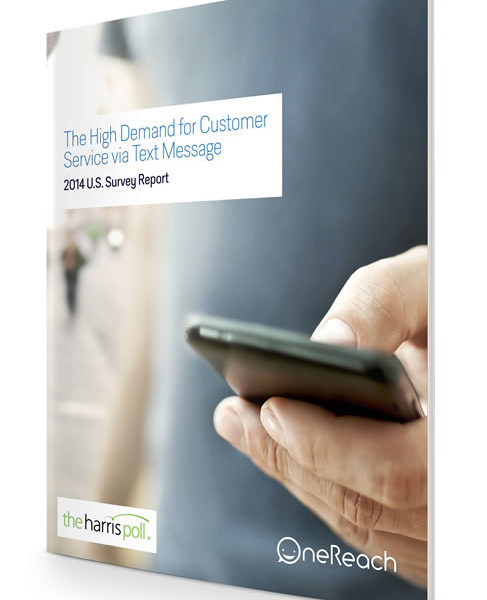 The High Demand for Customer
Service via Text Message
2014 U.S. Survey Report
the harris poll
OneReach